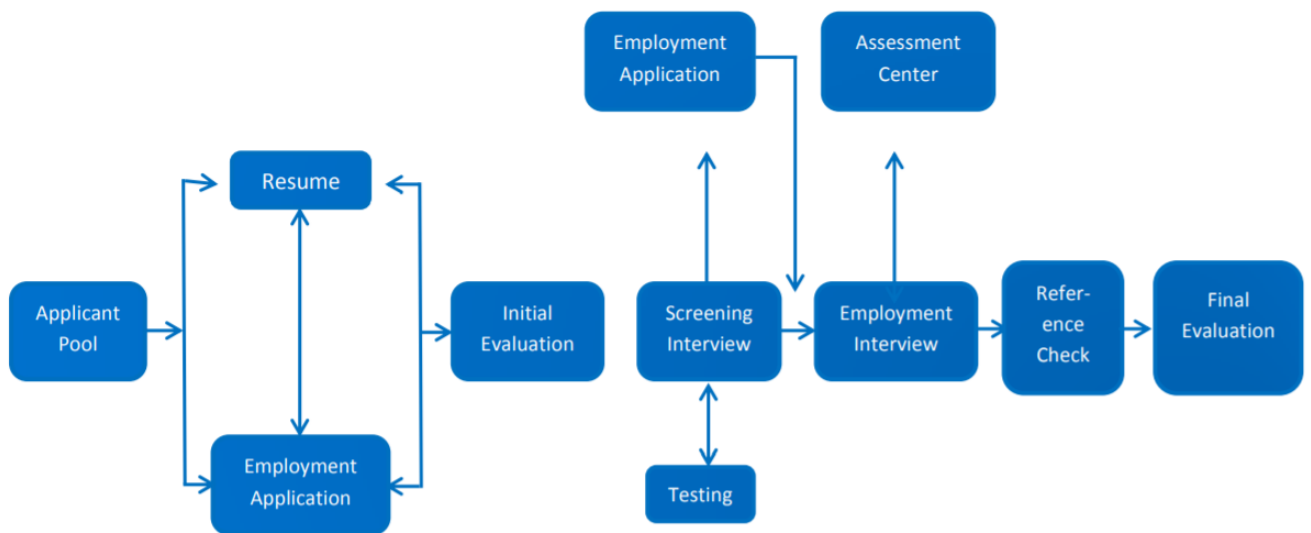 Employment
Application
Assessment
Center
Resume
Applicant
Pool
Initial
Evaluation
Screening
Interview
Employment
Interview
Refer-
ence
Check
Final
Evaluation
Employment
Application
Testing